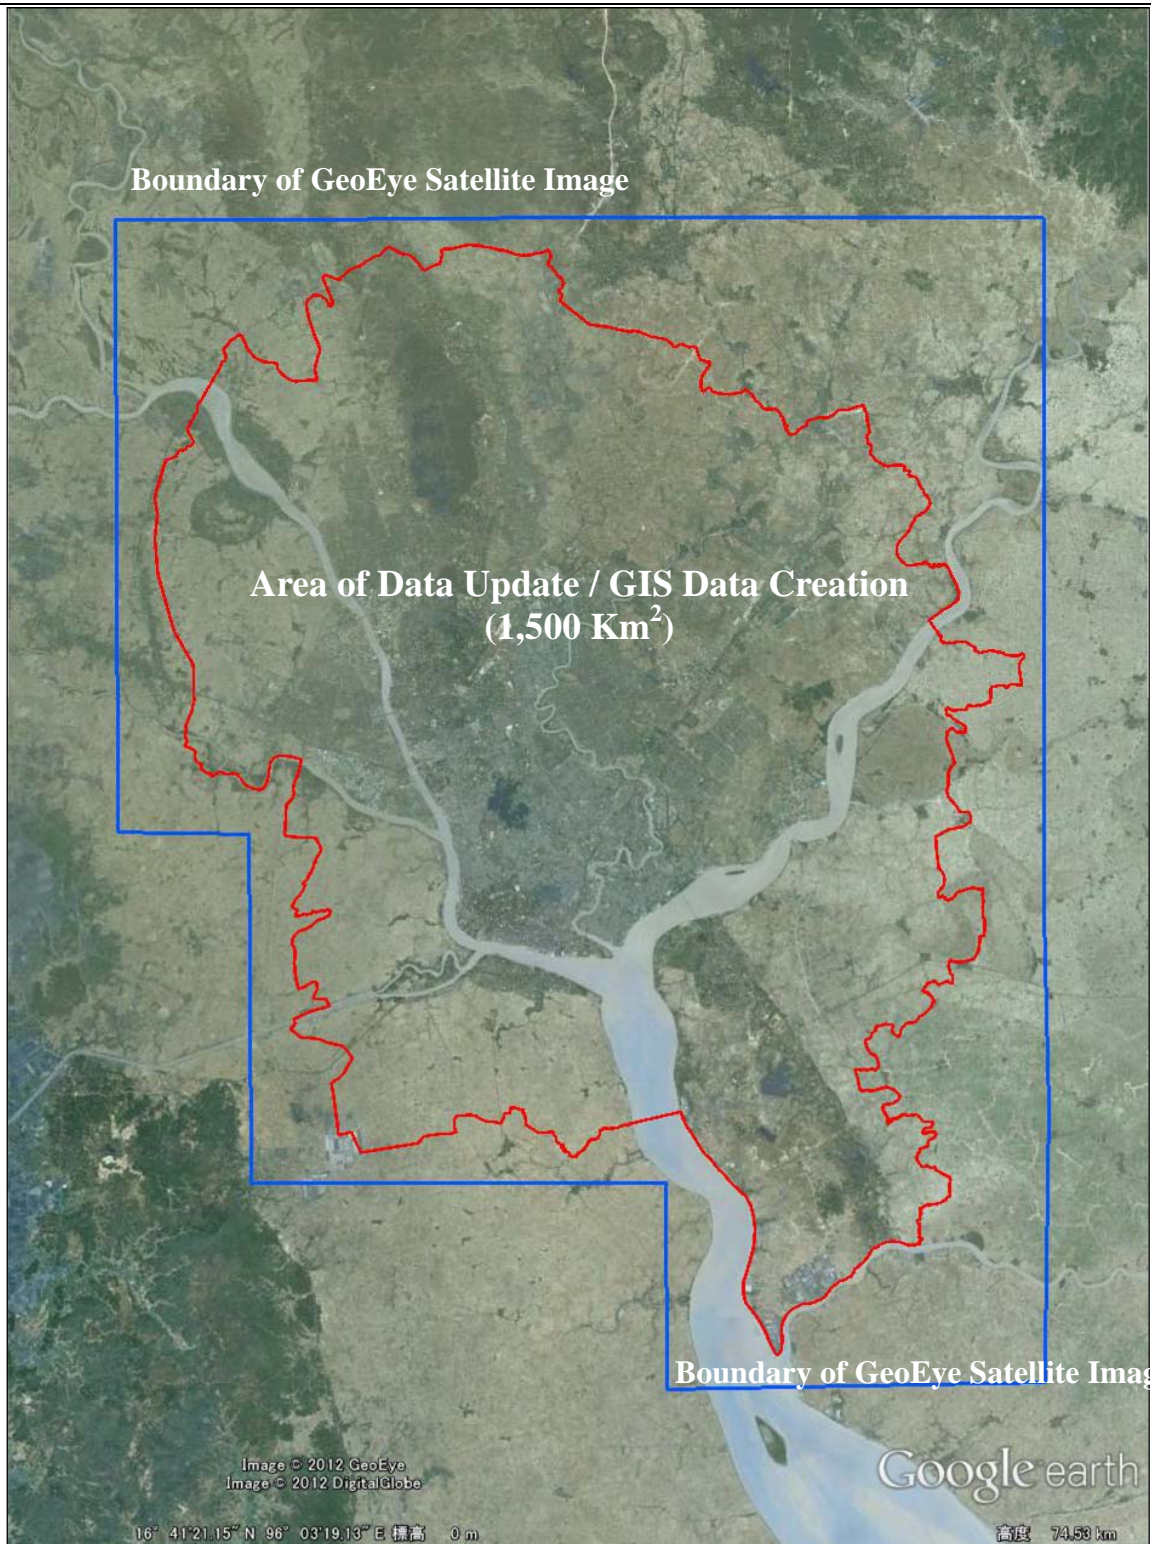 Boundary of GeoEye Satellite Image
Area of Data Update / GIS Data Creation
(1,500 Km²)
Boundary of GeoEye Satellite Imag
Image © 2012 GeoEye
Image © 2012 DigitalGlobe
Google earth
16° 41'21.15" N 96° 03'19.13" E 標高 0 m
高度 74.53 km